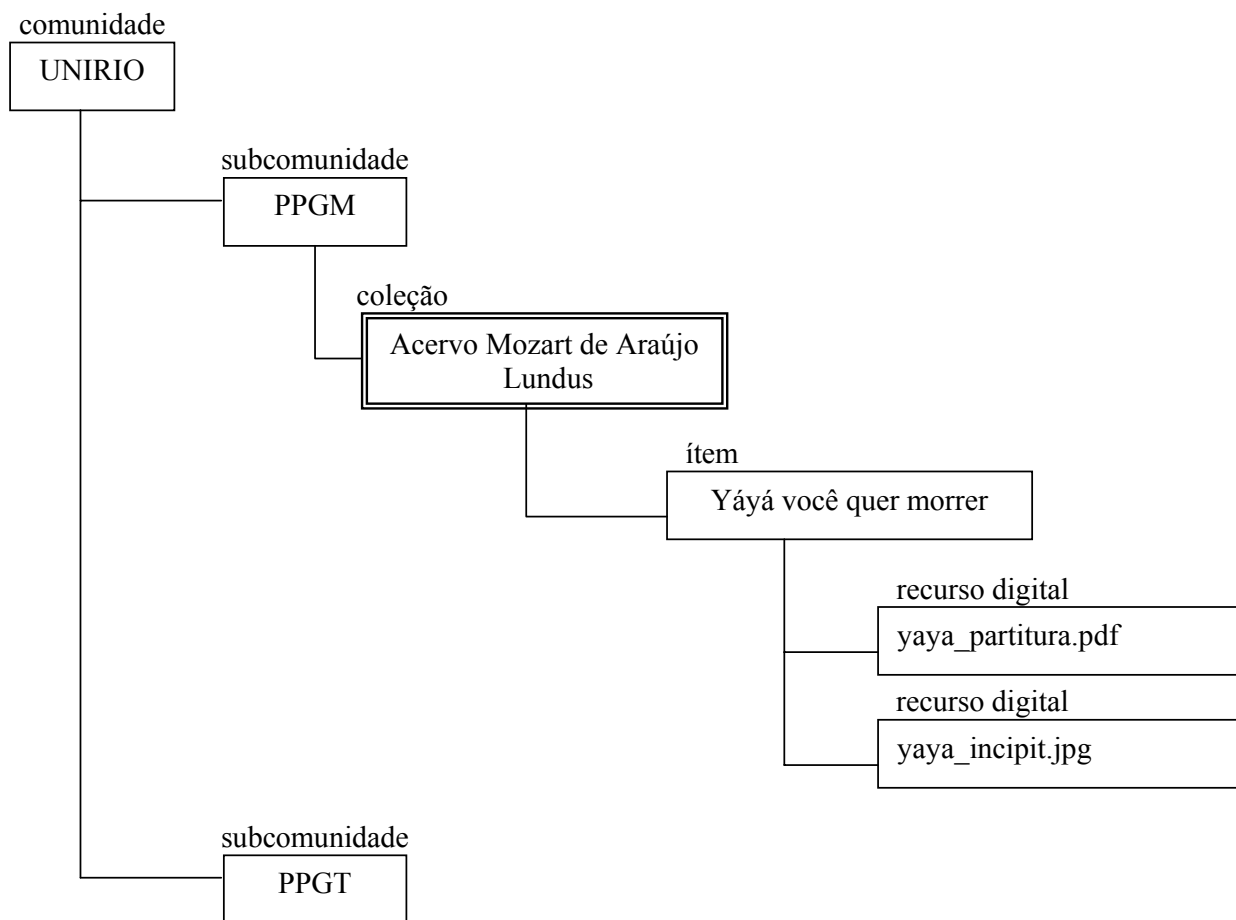 comunidade
UNIRIO
subcomunidade
PPGM
coleção
Acervo Mozart de Araújo
Lundus
ítem
Yáyá você quer morrer
recurso digital
yaya_partitura.pdf
recurso digital
yaya_incipit.jpg
subcomunidade
PPGT